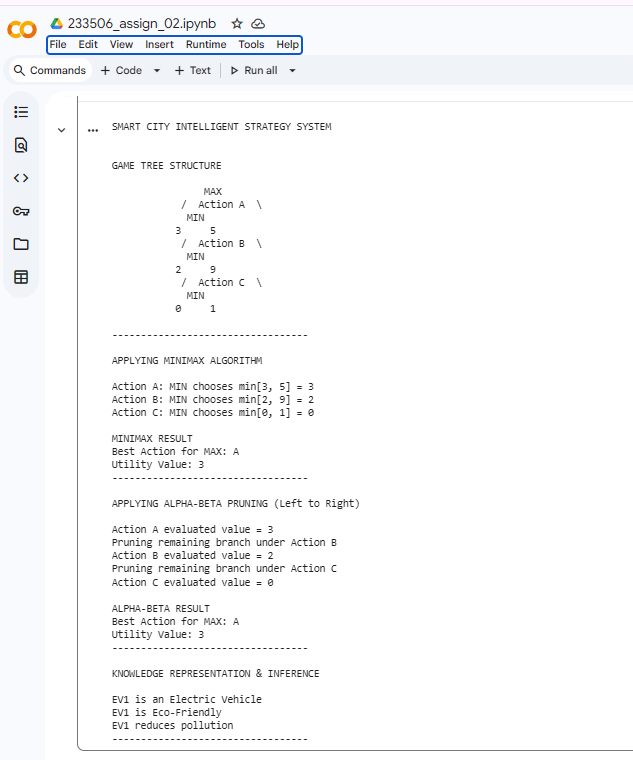 233506_assign_02.ipynb
File Edit View Insert Runtime Tools Help
Commands + Code + Text Run all
... SMART CITY INTELLIGENT STRATEGY SYSTEM
GAME TREE STRUCTURE
MAX
/ Action A \
MIN
3 5
/ Action B \
MIN
2 9
/ Action C \
MIN
0 1
----------------------------------
APPLYING MINIMAX ALGORITHM
Action A: MIN chooses min[3, 5] = 3
Action B: MIN chooses min[2, 9] = 2
Action C: MIN chooses min[0, 1] = 0
MINIMAX RESULT
Best Action for MAX: A
Utility Value: 3
----------------------------------
APPLYING ALPHA-BETA PRUNING (Left to Right)
Action A evaluated value = 3
Pruning remaining branch under Action B
Action B evaluated value = 2
Pruning remaining branch under Action C
Action C evaluated value = 0
ALPHA-BETA RESULT
Best Action for MAX: A
Utility Value: 3
----------------------------------
KNOWLEDGE REPRESENTATION & INFERENCE
EV1 is an Electric Vehicle
EV1 is Eco-Friendly
EV1 reduces pollution
----------------------------------